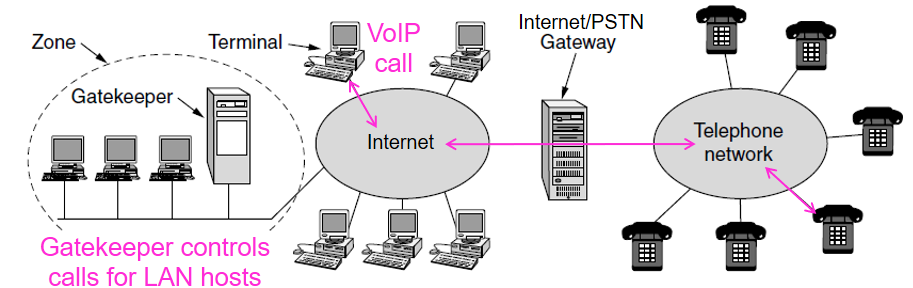 Zone
Terminal
VoIP
call
Internet/PSTN
Gateway
Gatekeeper
Internet
Telephone
network
Gatekeeper controls
calls for LAN hosts